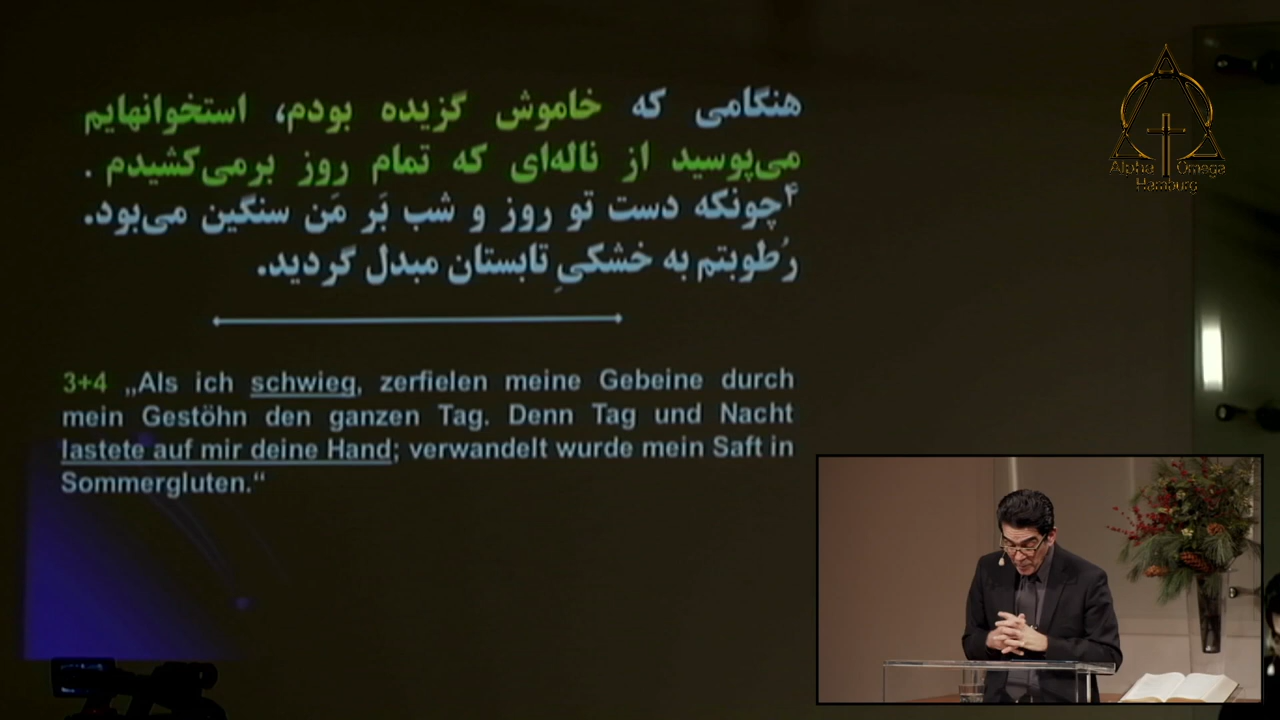 هنگامی که خاموش گزیده بودم، استخوانهایم
می‌پوسید از ناله‌ای که تمام روز برمی‌کشیدم .
۴چونکه دست تو روز و شب بَر مَن سنگین می‌بود.
رُطوبتم به خشکیِ تابستان مبدل گردید.
3+4 „Als ich schwieg, zerfielen meine Gebeine durch
mein Gestöhn den ganzen Tag. Denn Tag und Nacht
lastete auf mir deine Hand; verwandelt wurde mein Saft in
Sommergluten.“
Alpha Omega
Hamburg